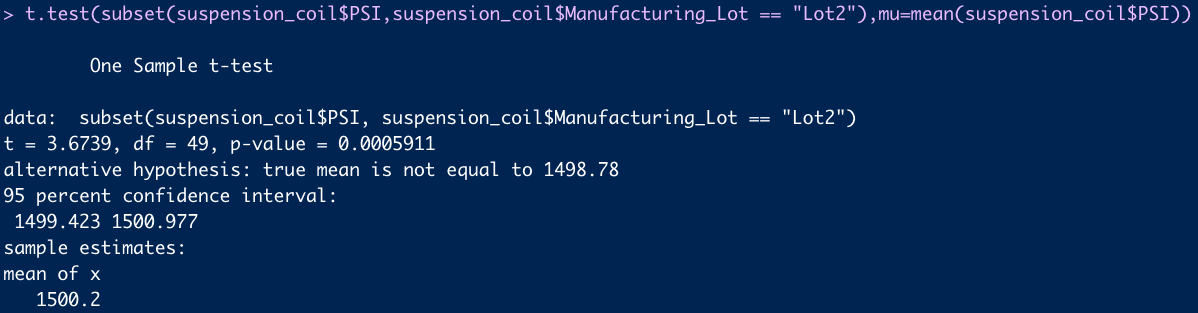 > t.test(subset(suspension_coil$PSI,suspension_coil$Manufacturing_Lot == "Lot2"),mu=mean(suspension_coil$PSI))
One Sample t-test
data:  subset(suspension_coil$PSI, suspension_coil$Manufacturing_Lot == "Lot2")
t = 3.6739, df = 49, p-value = 0.0005911
alternative hypothesis: true mean is not equal to 1498.78
95 percent confidence interval:
 1499.423 1500.977
sample estimates:
mean of x
   1500.2